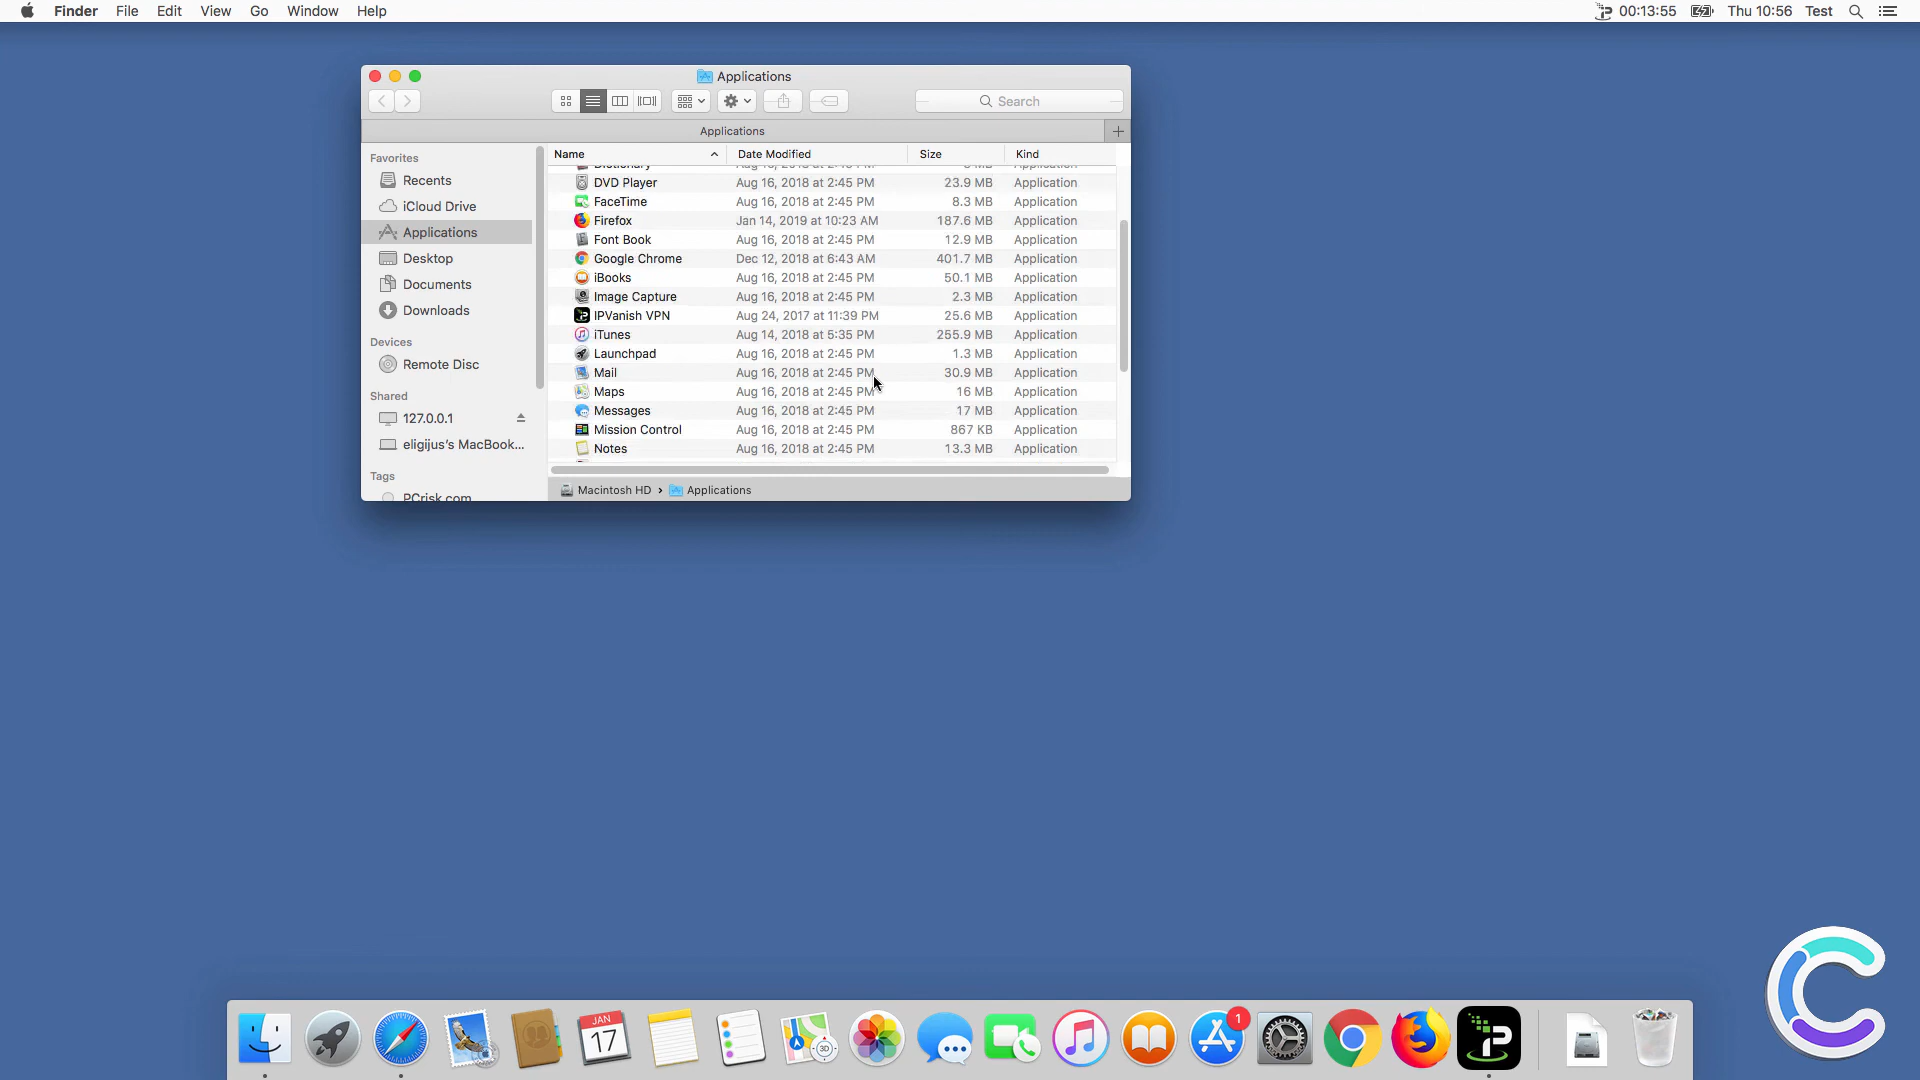 Finder File Edit View Go Window Help 00:13:55 Thu 10:56 Test
Applications
Search
Applications
Favorites
Recents
iCloud Drive
Applications
Desktop
Documents
Downloads
Devices
Remote Disc
Shared
127.0.0.1
eligijus's MacBook...
Tags
PCrisk.com
Name Date Modified Size Kind
Dictionary Application
DVD Player Aug 16, 2018 at 2:45 PM 23.9 MB Application
FaceTime Aug 16, 2018 at 2:45 PM 8.3 MB Application
Firefox Jan 14, 2019 at 10:23 AM 187.6 MB Application
Font Book Aug 16, 2018 at 2:45 PM 12.9 MB Application
Google Chrome Dec 12, 2018 at 6:43 AM 401.7 MB Application
iBooks Aug 16, 2018 at 2:45 PM 50.1 MB Application
Image Capture Aug 16, 2018 at 2:45 PM 2.3 MB Application
IPVanish VPN Aug 24, 2017 at 11:39 PM 25.6 MB Application
iTunes Aug 14, 2018 at 5:35 PM 255.9 MB Application
Launchpad Aug 16, 2018 at 2:45 PM 1.3 MB Application
Mail Aug 16, 2018 at 2:45 PM 30.9 MB Application
Maps Aug 16, 2018 at 2:45 PM 16 MB Application
Messages Aug 16, 2018 at 2:45 PM 17 MB Application
Mission Control Aug 16, 2018 at 2:45 PM 867 KB Application
Notes Aug 16, 2018 at 2:45 PM 13.3 MB Application
Macintosh HD › Applications
JAN
17
3D
1